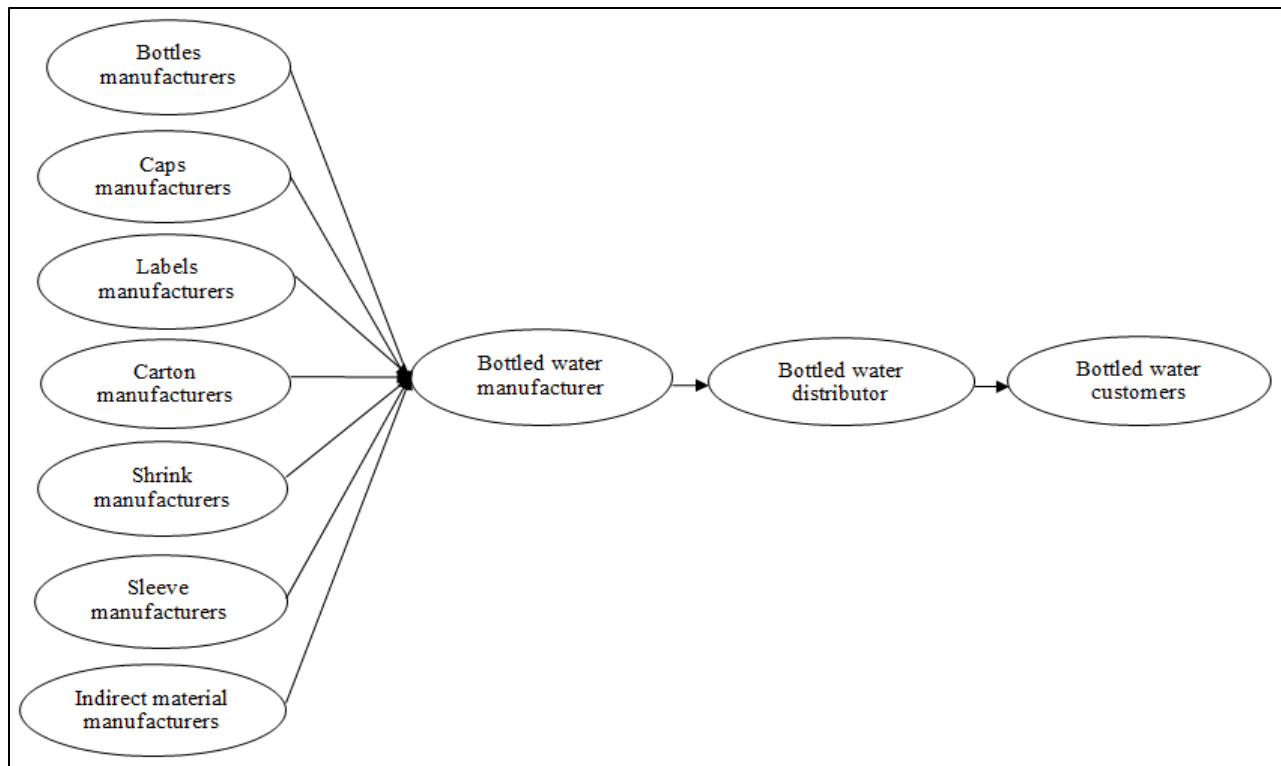 Bottles
manufacturers
Caps
manufacturers
Labels
manufacturers
Carton
manufacturers
Shrink
manufacturers
Sleeve
manufacturers
Indirect material
manufacturers
Bottled water
manufacturer
Bottled water
distributor
Bottled water
customers